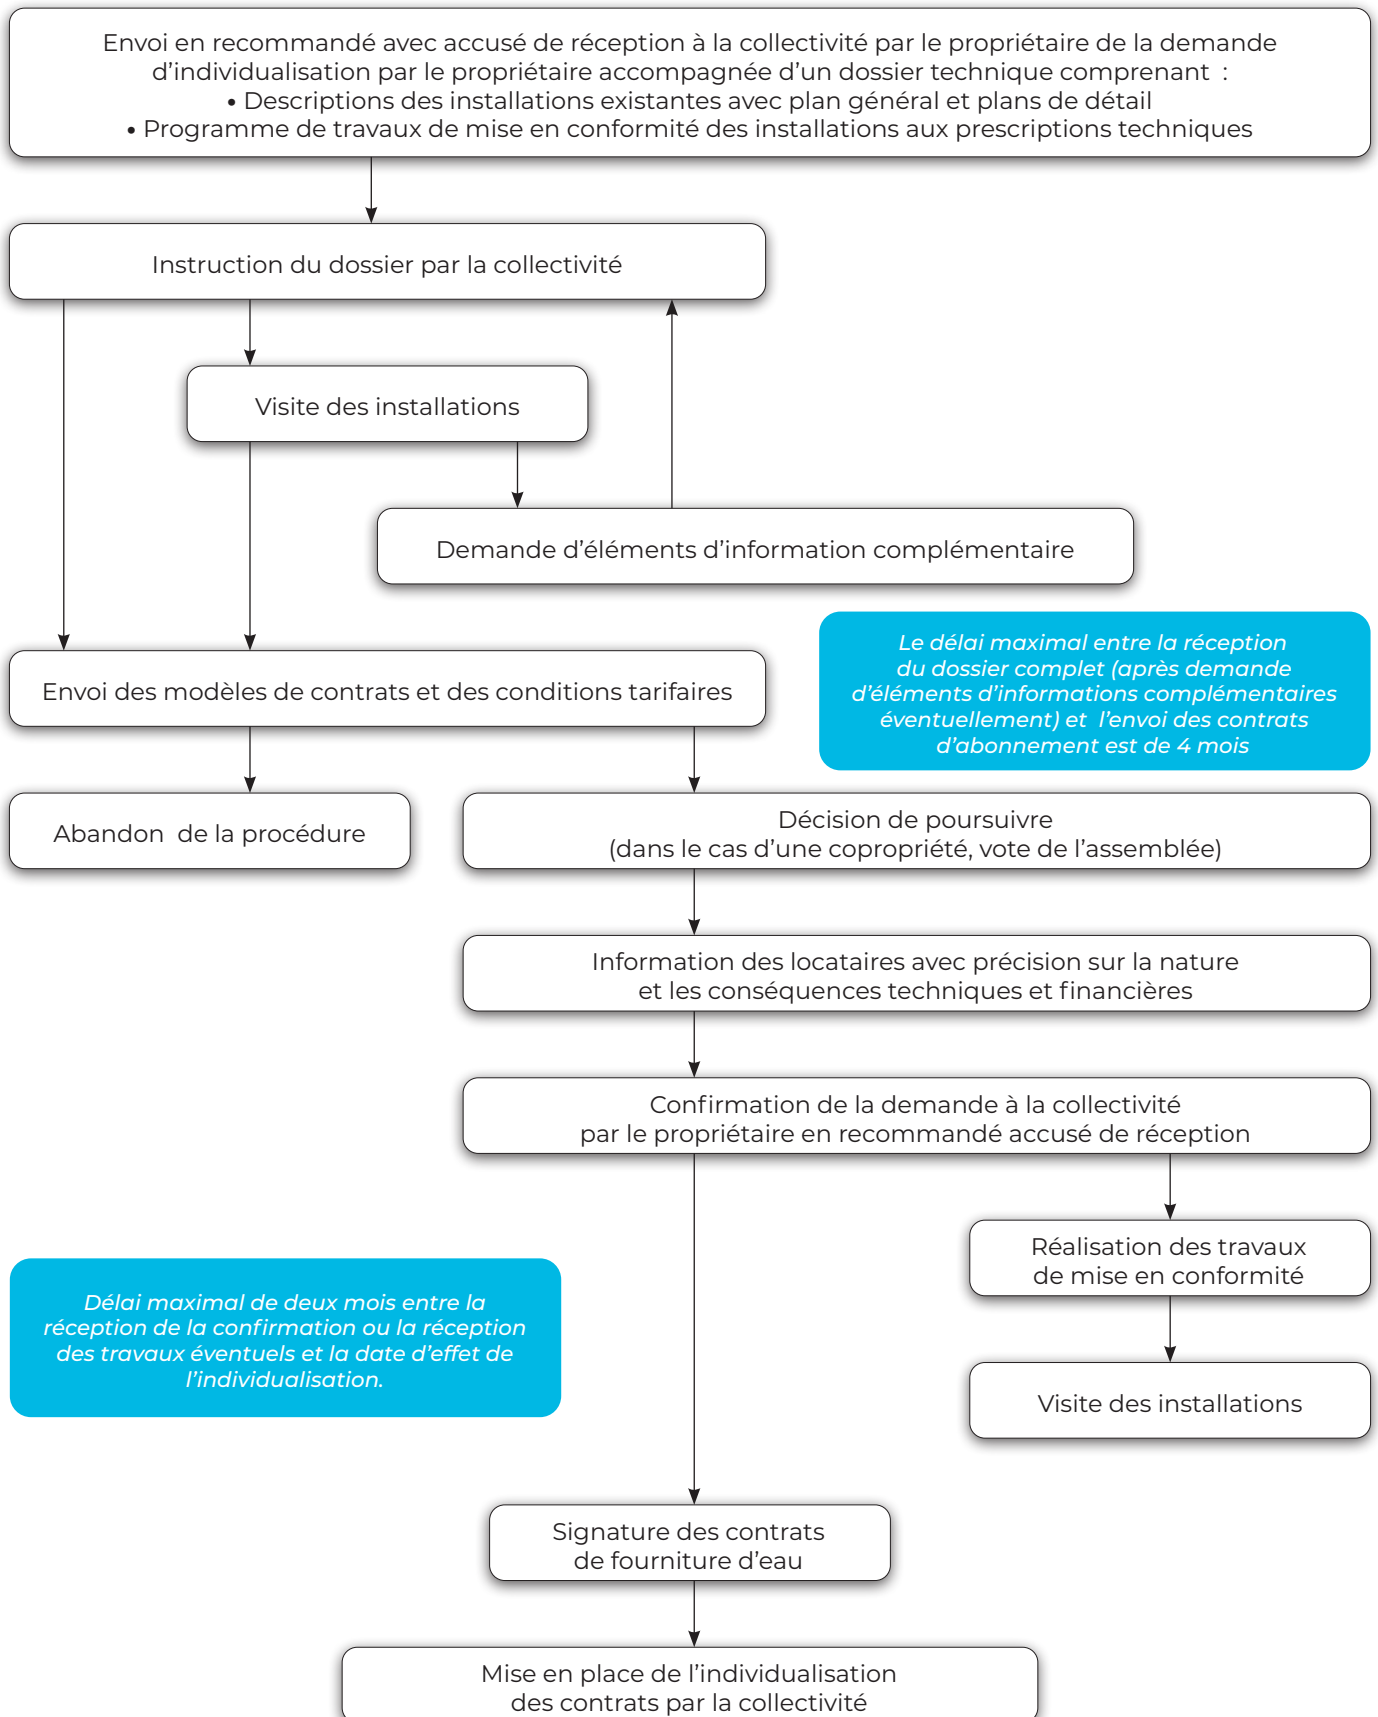 Envoi en recommandé avec accusé de réception à la collectivité par le propriétaire de la demande
d’individualisation par le propriétaire accompagnée d’un dossier technique comprenant :
• Descriptions des installations existantes avec plan général et plans de détail
• Programme de travaux de mise en conformité des installations aux prescriptions techniques
Instruction du dossier par la collectivité
Visite des installations
Demande d’éléments d’information complémentaire
Le délai maximal entre la réception
du dossier complet (après demande
d’éléments d’informations complémentaires
éventuellement) et l’envoi des contrats
d’abonnement est de 4 mois
Envoi des modèles de contrats et des conditions tarifaires
Abandon de la procédure
Décision de poursuivre
(dans le cas d’une copropriété, vote de l’assemblée)
Information des locataires avec précision sur la nature
et les conséquences techniques et financières
Confirmation de la demande à la collectivité
par le propriétaire en recommandé accusé de réception
Réalisation des travaux
de mise en conformité
Délai maximal de deux mois entre la
réception de la confirmation ou la réception
des travaux éventuels et la date d’effet de
l’individualisation.
Visite des installations
Signature des contrats
de fourniture d’eau
Mise en place de l’individualisation
des contrats par la collectivité